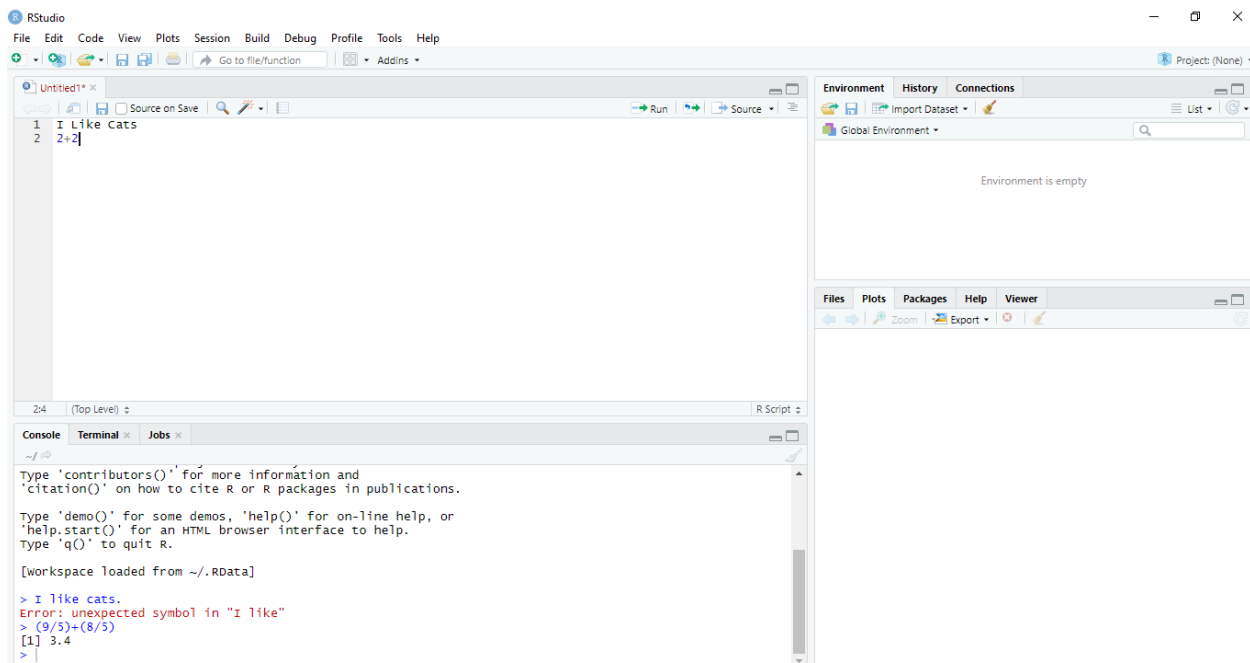 RStudio
File Edit Code View Plots Session Build Debug Profile Tools Help
Go to file/function Addins Project: (None)
Untitled1*
Source on Save Run Source
1 I Like Cats
2 2+2
2:4 (Top Level) R Script
Console Terminal Jobs
~/
Type 'contributors()' for more information and
'citation()' on how to cite R or R packages in publications.
Type 'demo()' for some demos, 'help()' for on-line help, or
'help.start()' for an HTML browser interface to help.
Type 'q()' to quit R.
[Workspace loaded from ~/.RData]
> I like cats.
Error: unexpected symbol in "I like"
> (9/5)+(8/5)
[1] 3.4
>
Environment History Connections
Import Dataset List
Global Environment
Environment is empty
Files Plots Packages Help Viewer
Zoom Export